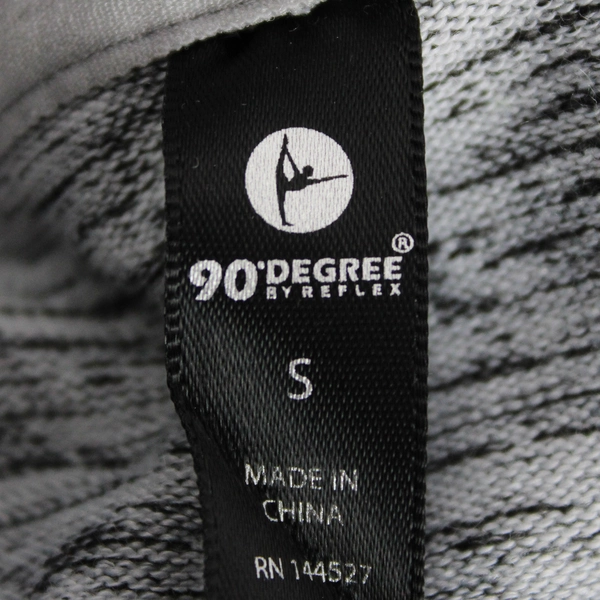 90°DEGREE®
BY REFLEX
S
MADE IN
CHINA
RN 144527